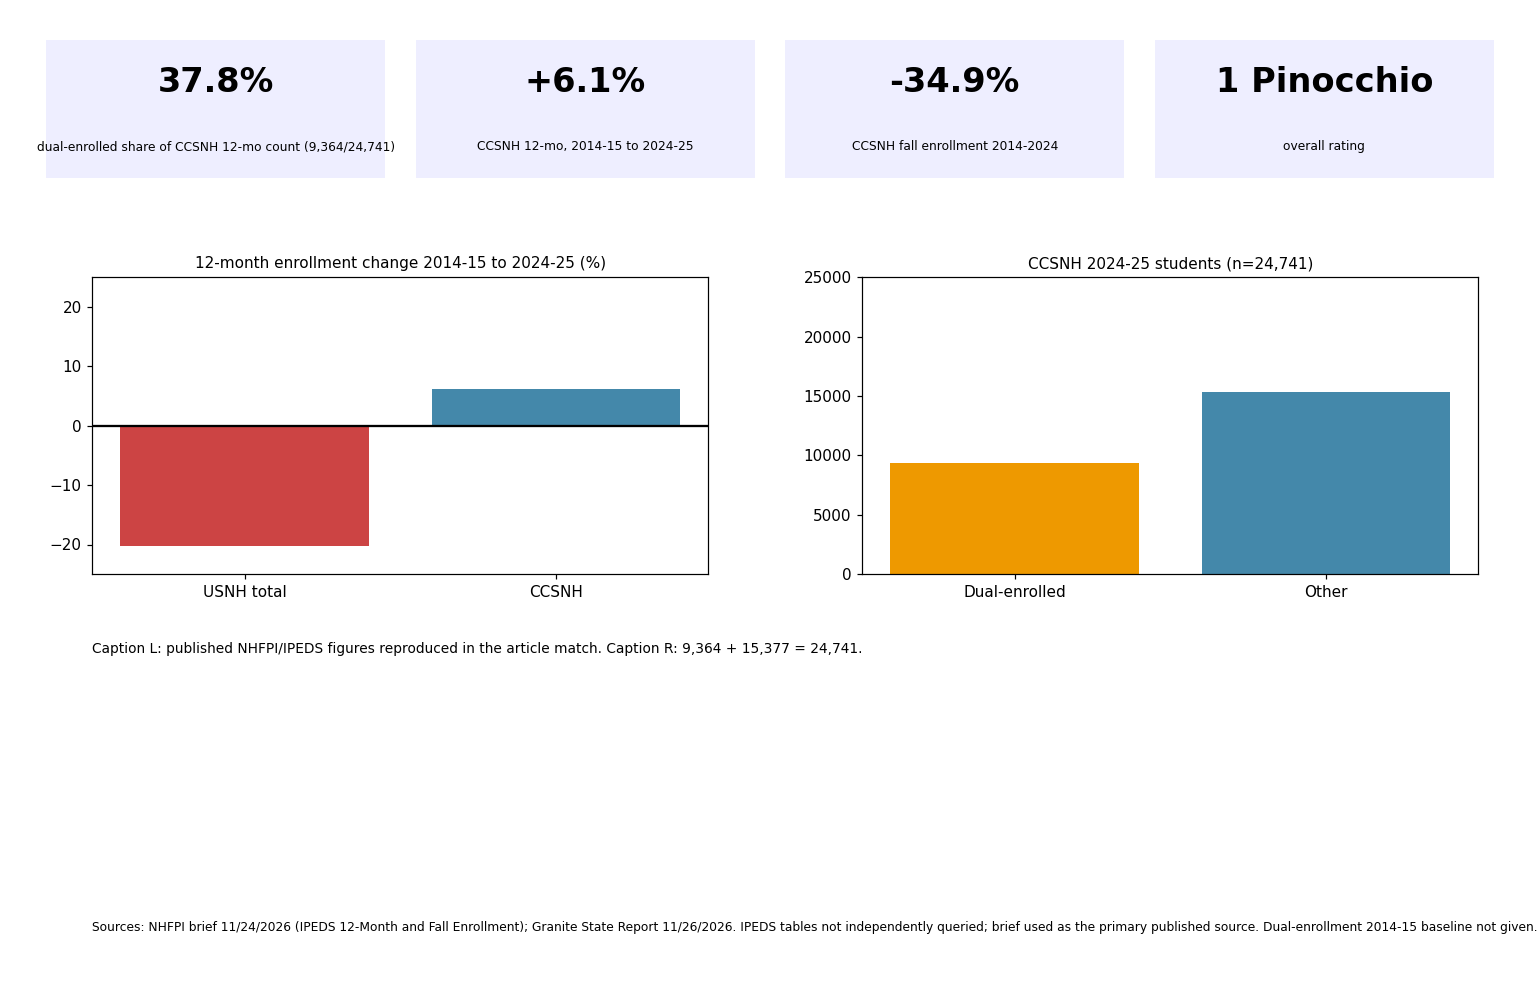 37.8%
dual-enrolled share of CCSNH 12-mo count (9,364/24,741)
+6.1%
CCSNH 12-mo, 2014-15 to 2024-25
-34.9%
CCSNH fall enrollment 2014-2024
1 Pinocchio
overall rating
12-month enrollment change 2014-15 to 2024-25 (%)
20
10
0
−10
−20
USNH total
CCSNH
CCSNH 2024-25 students (n=24,741)
25000
20000
15000
10000
5000
0
Dual-enrolled
Other
Caption L: published NHFPI/IPEDS figures reproduced in the article match. Caption R: 9,364 + 15,377 = 24,741.
Sources: NHFPI brief 11/24/2026 (IPEDS 12-Month and Fall Enrollment); Granite State Report 11/26/2026. IPEDS tables not independently queried; brief used as the primary published source. Dual-enrollment 2014-15 baseline not given.